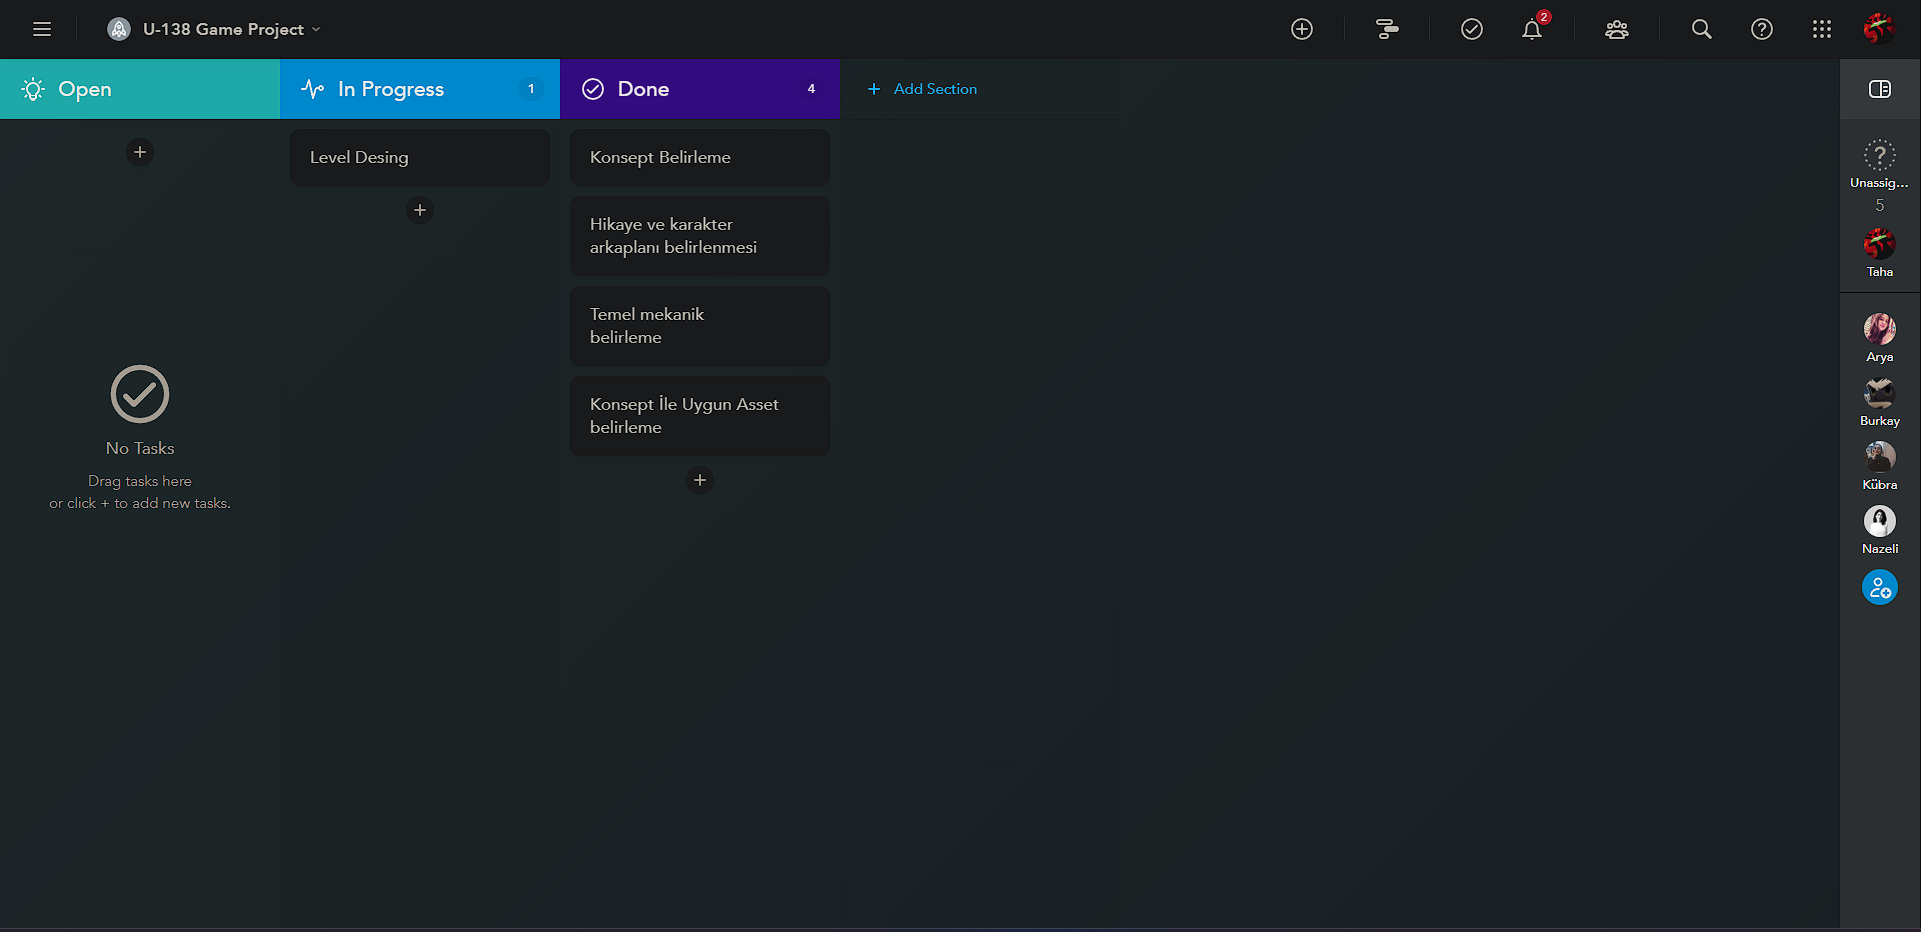 U-138 Game Project
2
Open
In Progress
1
Done
4
+ Add Section
Level Desing
Konsept Belirleme
Hikaye ve karakter
arkaplanı belirlenmesi
Temel mekanik
belirleme
Konsept İle Uygun Asset
belirleme
No Tasks
Drag tasks here
or click + to add new tasks.
Unassig...
5
Taha
Arya
Burkay
Kübra
Nazeli